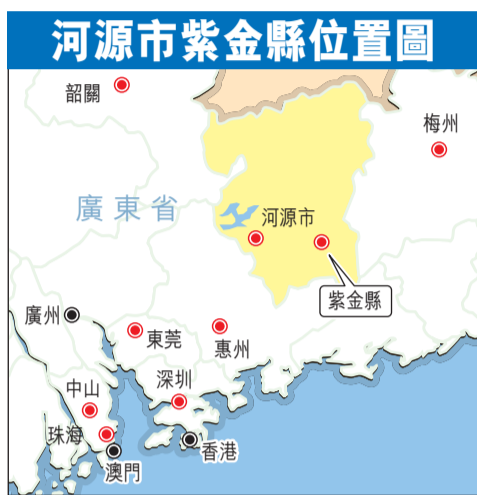 河源市紫金縣位置圖
韶關
梅州
廣東省
河源市
紫金縣
廣州
東莞
惠州
深圳
中山
珠海
香港
澳門